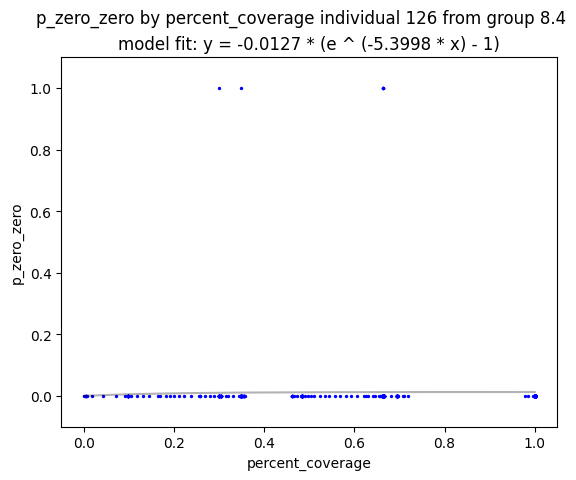 p_zero_zero by percent_coverage individual 126 from group 8.4
model fit: y = -0.0127 * (e ^ (-5.3998 * x) - 1)
1.0
0.8
0.6
0.4
0.2
0.0
p_zero_zero
0.0 0.2 0.4 0.6 0.8 1.0
percent_coverage